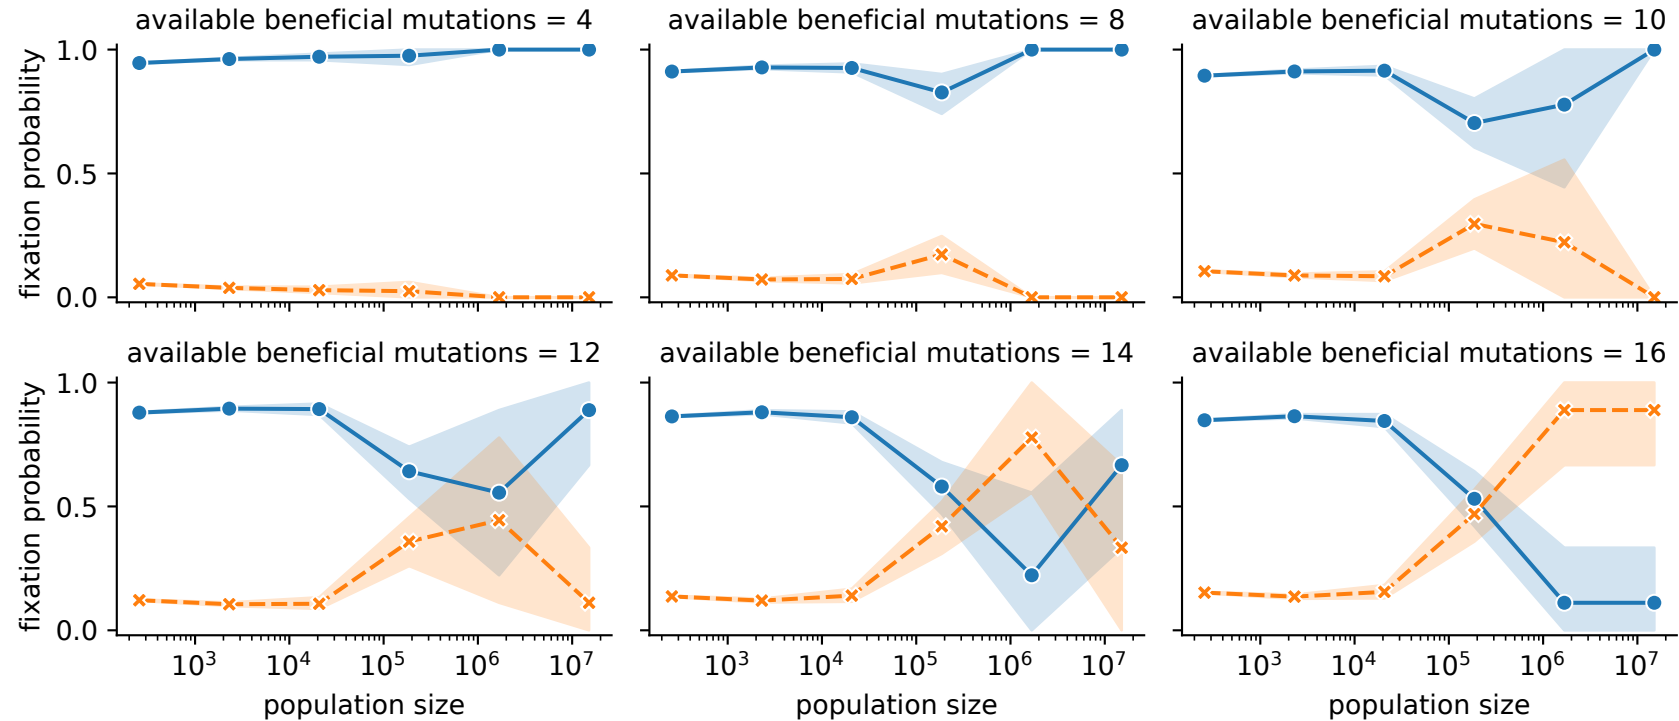 available beneficial mutations = 4
available beneficial mutations = 8
available beneficial mutations = 10
fixation probability
1.0
0.5
0.0
available beneficial mutations = 12
available beneficial mutations = 14
available beneficial mutations = 16
fixation probability
1.0
0.5
0.0
10³ 10⁴ 10⁵ 10⁶ 10⁷
10³ 10⁴ 10⁵ 10⁶ 10⁷
10³ 10⁴ 10⁵ 10⁶ 10⁷
population size
population size
population size